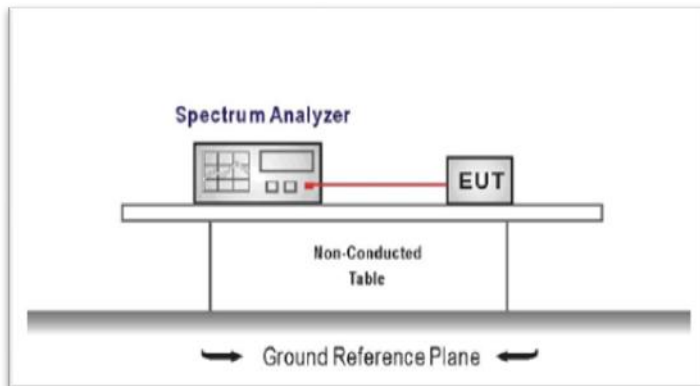 Spectrum Analyzer
EUT
Non-Conducted
Table
Ground Reference Plane